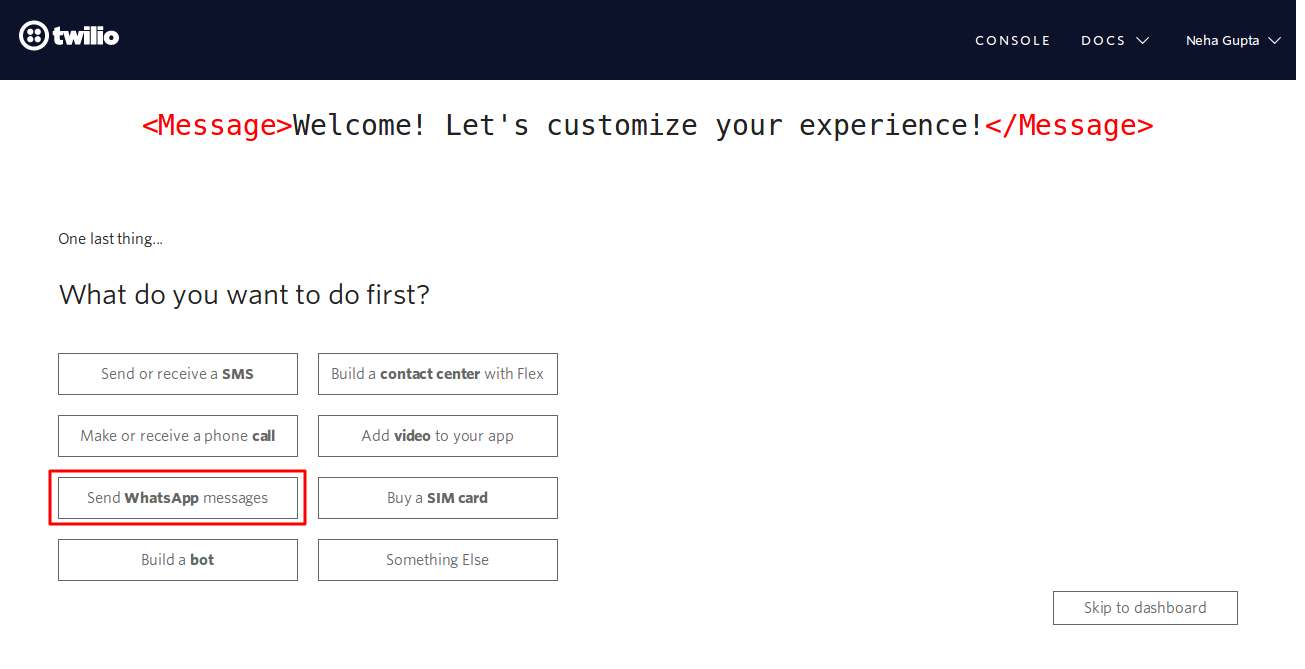 twilio
CONSOLE DOCS Neha Gupta
<Message>Welcome! Let's customize your experience!</Message>
One last thing...
What do you want to do first?
Send or receive a SMS Build a contact center with Flex
Make or receive a phone call Add video to your app
Send WhatsApp messages Buy a SIM card
Build a bot Something Else
Skip to dashboard